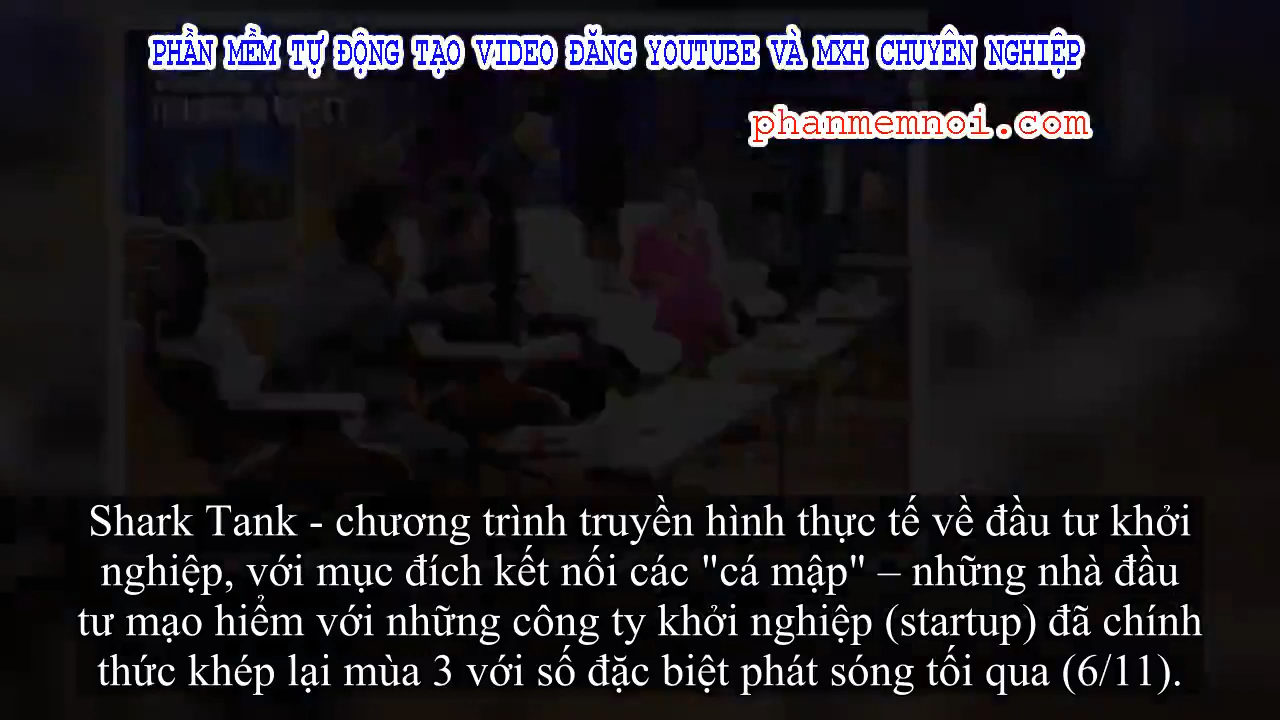 PHẦN MỀM TỰ ĐỘNG TẠO VIDEO ĐĂNG YOUTUBE VÀ MXH CHUYÊN NGHIỆP
phanmemnoi.com
Shark Tank - chương trình truyền hình thực tế về đầu tư khởi
nghiệp, với mục đích kết nối các "cá mập" – những nhà đầu
tư mạo hiểm với những công ty khởi nghiệp (startup) đã chính
thức khép lại mùa 3 với số đặc biệt phát sóng tối qua (6/11).